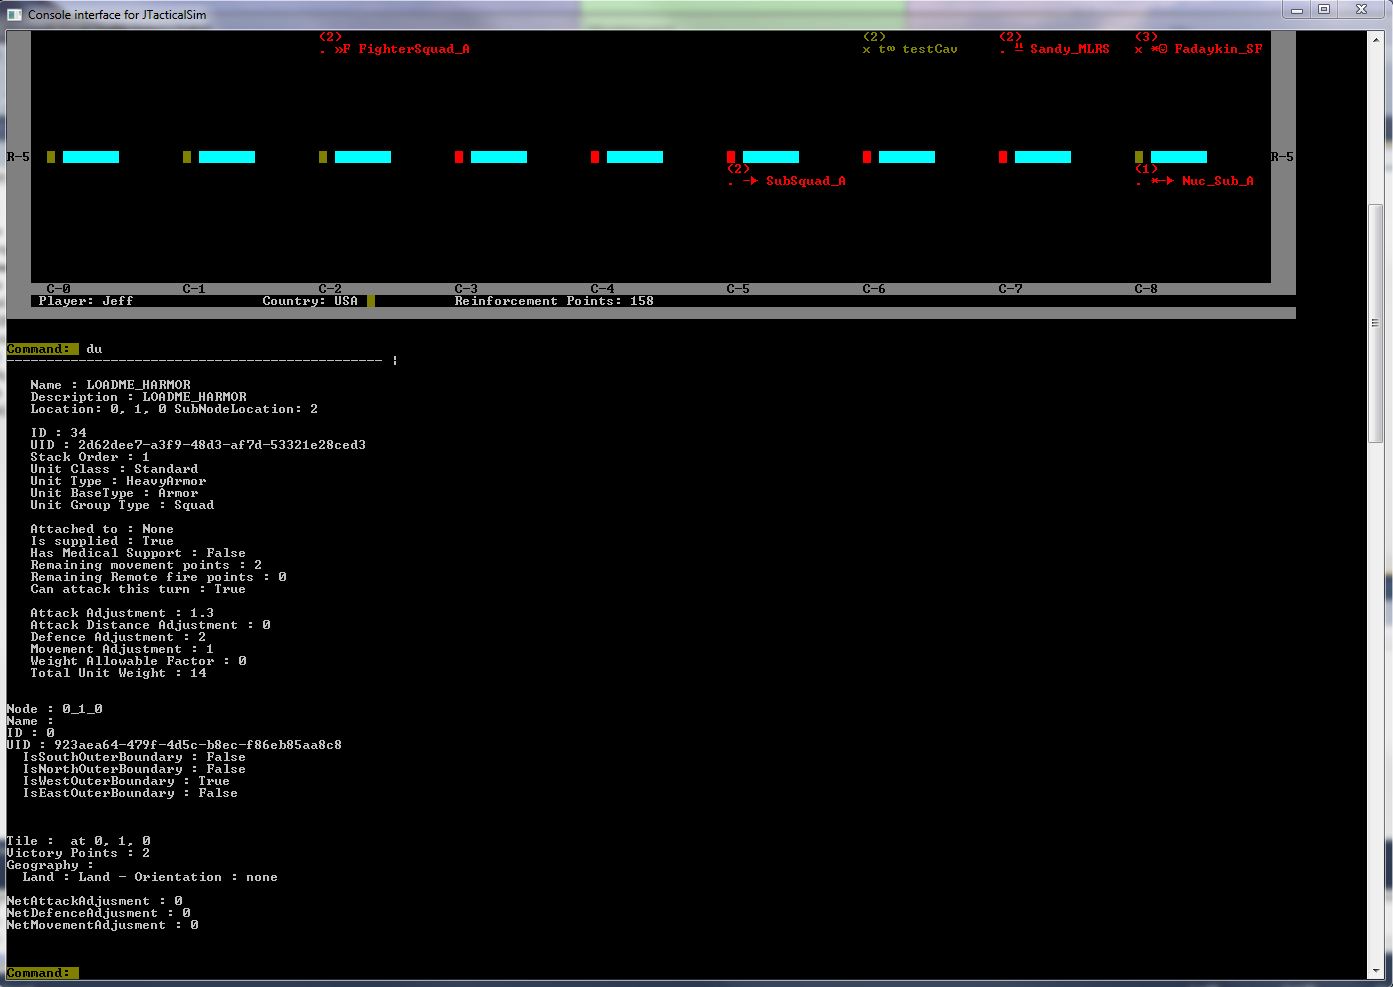 Console interface for JTacticalSim
(2) (2) (2) (3)
. »F FighterSquad_A x t∞ testCav . ╨ Sandy_MLRS x *☺ Fadaykin_SF
R-5 R-5
(2) (1)
. -► SubSquad_A . *-► Nuc_Sub_A
C-0 C-1 C-2 C-3 C-4 C-5 C-6 C-7 C-8
Player: Jeff Country: USA Reinforcement Points: 158
Command: du
----------------------------------------------- ¦
Name : LOADME_HARMOR
Description : LOADME_HARMOR
Location: 0, 1, 0 SubNodeLocation: 2
ID : 34
UID : 2d62dee7-a3f9-48d3-af7d-53321e28ced3
Stack Order : 1
Unit Class : Standard
Unit Type : HeavyArmor
Unit BaseType : Armor
Unit Group Type : Squad
Attached to : None
Is supplied : True
Has Medical Support : False
Remaining movement points : 2
Remaining Remote fire points : 0
Can attack this turn : True
Attack Adjustment : 1.3
Attack Distance Adjustment : 0
Defence Adjustment : 2
Movement Adjustment : 1
Weight Allowable Factor : 0
Total Unit Weight : 14
Node : 0_1_0
Name :
ID : 0
UID : 923aea64-479f-4d5c-b8ec-f86eb85aa8c8
IsSouthOuterBoundary : False
IsNorthOuterBoundary : False
IsWestOuterBoundary : True
IsEastOuterBoundary : False
Tile :  at 0, 1, 0
Victory Points : 2
Geography :
Land : Land - Orientation : none
NetAttackAdjusment : 0
NetDefenceAdjusment : 0
NetMovementAdjusment : 0
Command: